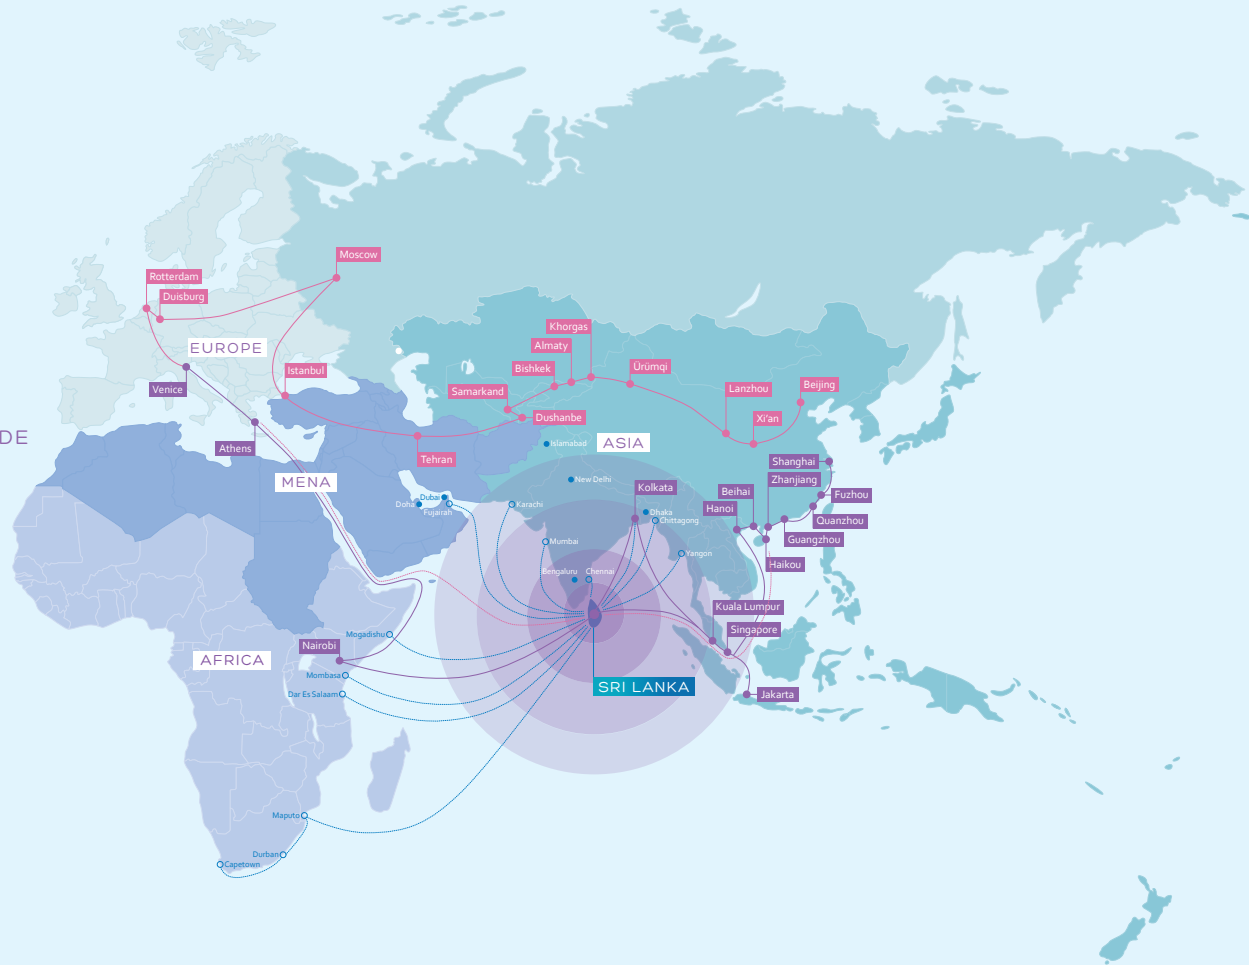 Moscow
Rotterdam
Duisburg
Khorgas
EUROPE
Almaty
Istanbul
Bishkek
Ürümqi
Venice
Samarkand
Lanzhou
Beijing
Dushanbe
Xi'an
DE
Islamabad
ASIA
Athens
Tehran
Shanghai
New Delhi
Zhanjiang
MENA
Kolkata
Beihai
Dubai
Fuzhou
Doha
Karachi
Hanoi
Fujairah
Dhaka
Chittagong
Quanzhou
Guangzhou
Mumbai
Yangon
Haikou
Bengaluru
Chennai
Kuala Lumpur
Singapore
Mogadishu
Nairobi
AFRICA
Mombasa
SRI LANKA
Dar Es Salaam
Jakarta
Maputo
Durban
Capetown